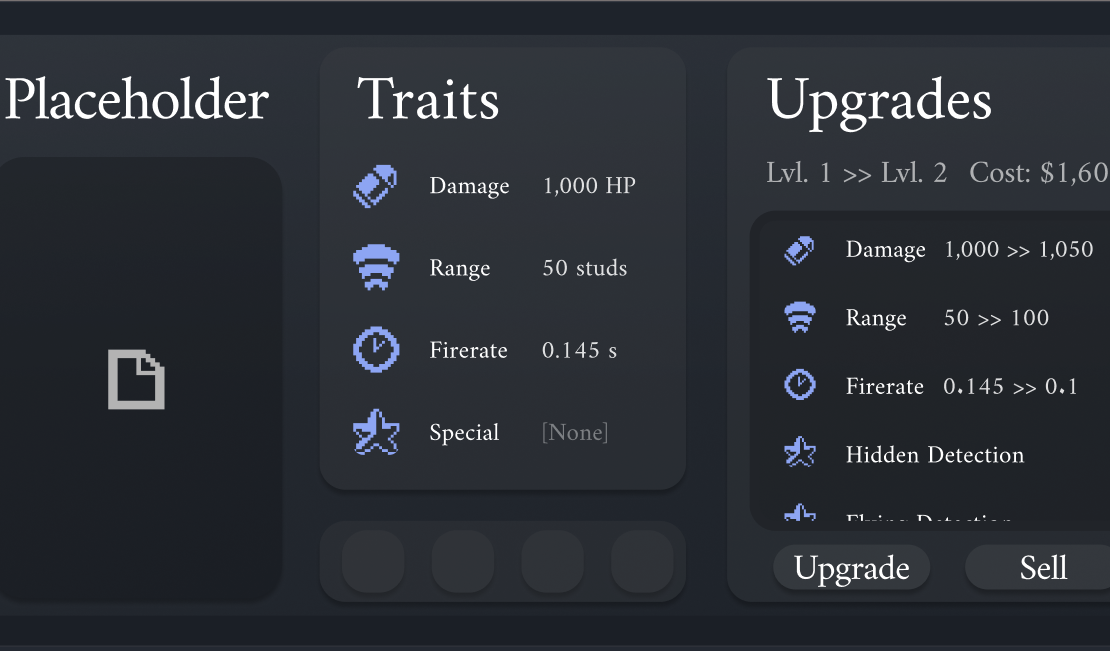 Placeholder
Traits
Damage 1,000 HP
Range 50 studs
Firerate 0.145 s
Special [None]
Upgrades
Lvl. 1 >> Lvl. 2 Cost: $1,60
Damage 1,000 >> 1,050
Range 50 >> 100
Firerate 0.145 >> 0.1
Hidden Detection
Flying Detection
Upgrade Sell